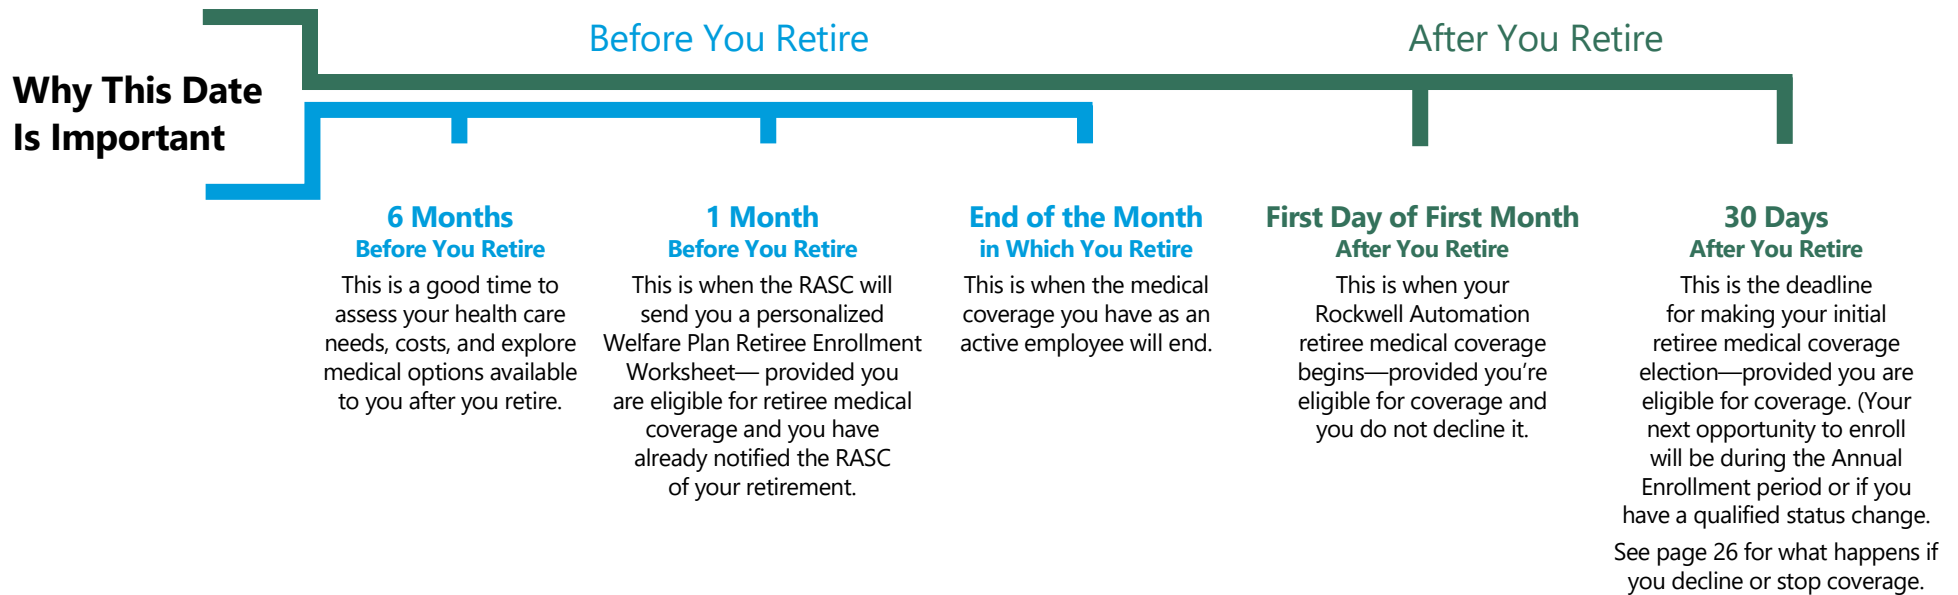 Before You Retire
After You Retire
Why This Date
Is Important
6 Months
Before You Retire
This is a good time to
assess your health care
needs, costs, and explore
medical options available
to you after you retire.
1 Month
Before You Retire
This is when the RASC will
send you a personalized
Welfare Plan Retiree Enrollment
Worksheet— provided you
are eligible for retiree medical
coverage and you have
already notified the RASC
of your retirement.
End of the Month
in Which You Retire
This is when the medical
coverage you have as an
active employee will end.
First Day of First Month
After You Retire
This is when your
Rockwell Automation
retiree medical coverage
begins—provided you’re
eligible for coverage and
you do not decline it.
30 Days
After You Retire
This is the deadline
for making your initial
retiree medical coverage
election—provided you are
eligible for coverage. (Your
next opportunity to enroll
will be during the Annual
Enrollment period or if you
have a qualified status change.
See page 26 for what happens if
you decline or stop coverage.